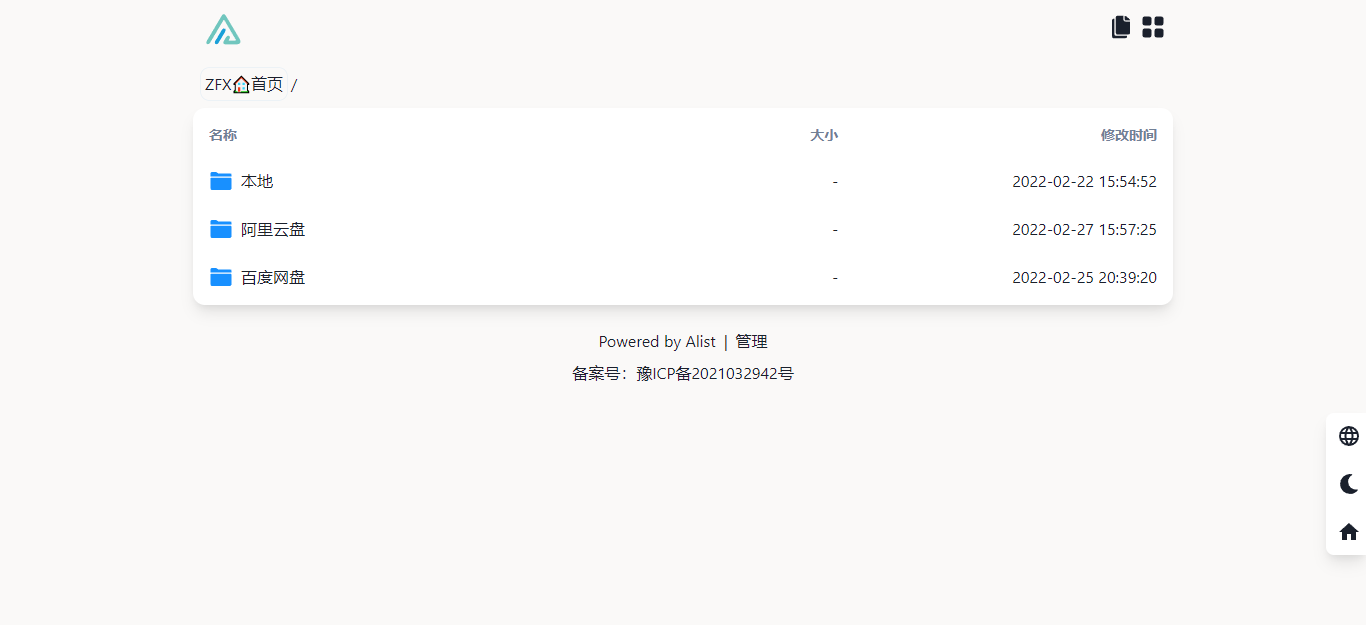 ZFX🏠首页 /
名称 大小 修改时间
本地 - 2022-02-22 15:54:52
阿里云盘 - 2022-02-27 15:57:25
百度网盘 - 2022-02-25 20:39:20
Powered by Alist | 管理
备案号：豫ICP备2021032942号